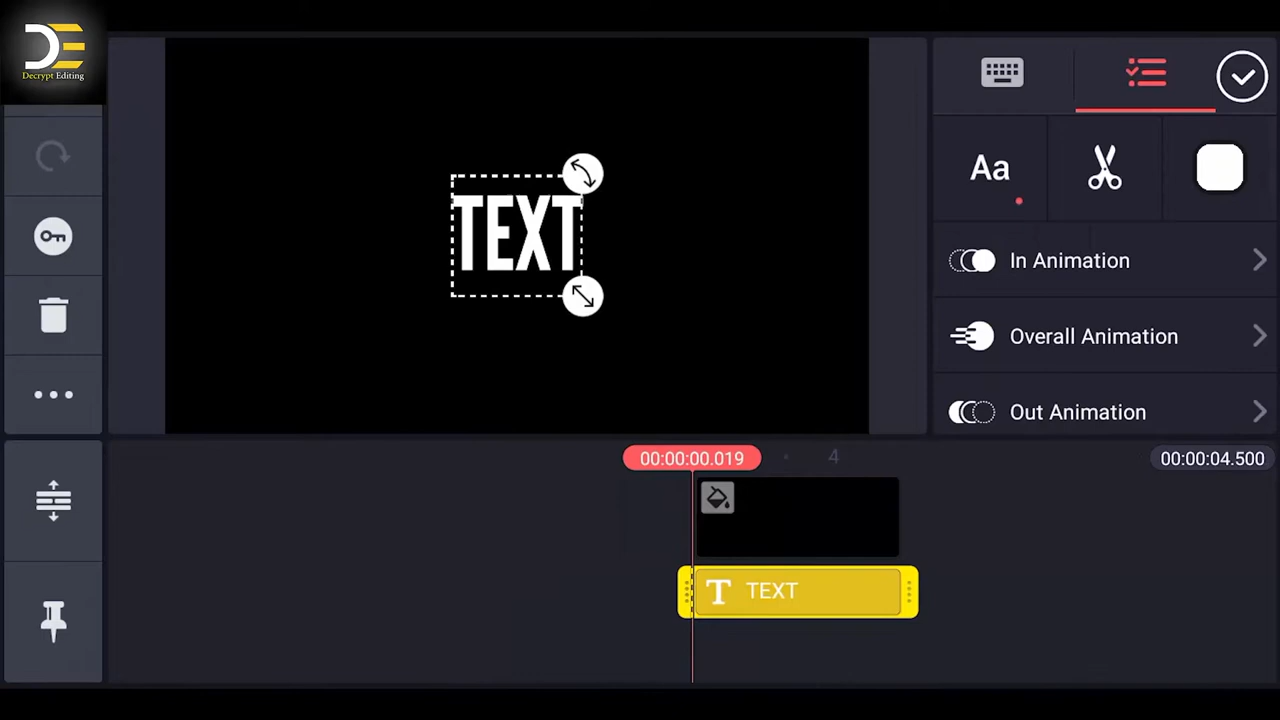 DE
Decrypt Editing
TEXT
Aa
In Animation
Overall Animation
Out Animation
00:00:00.019
4
00:00:04.500
T TEXT